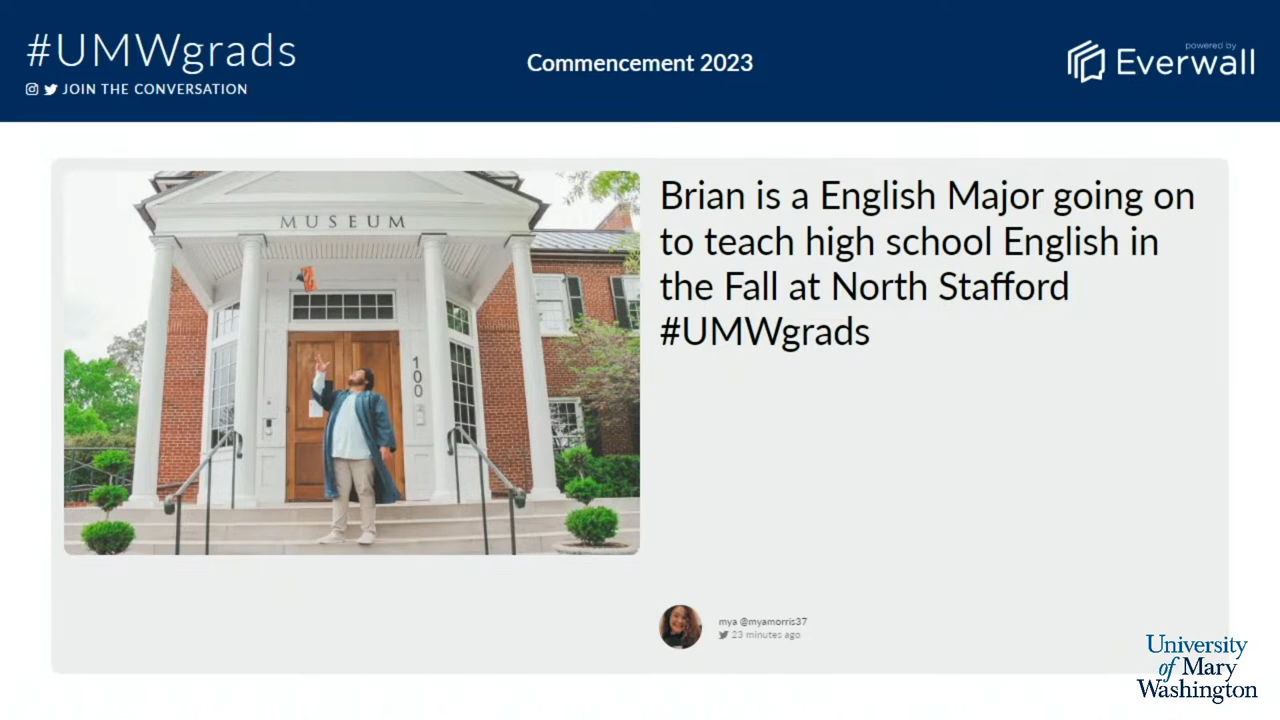 #UMWgrads
JOIN THE CONVERSATION
Commencement 2023
powered by
Everwall
MUSEUM
100
Brian is a English Major going on
to teach high school English in
the Fall at North Stafford
#UMWgrads
mya @myamorris37
23 minutes ago
University
of Mary
Washington